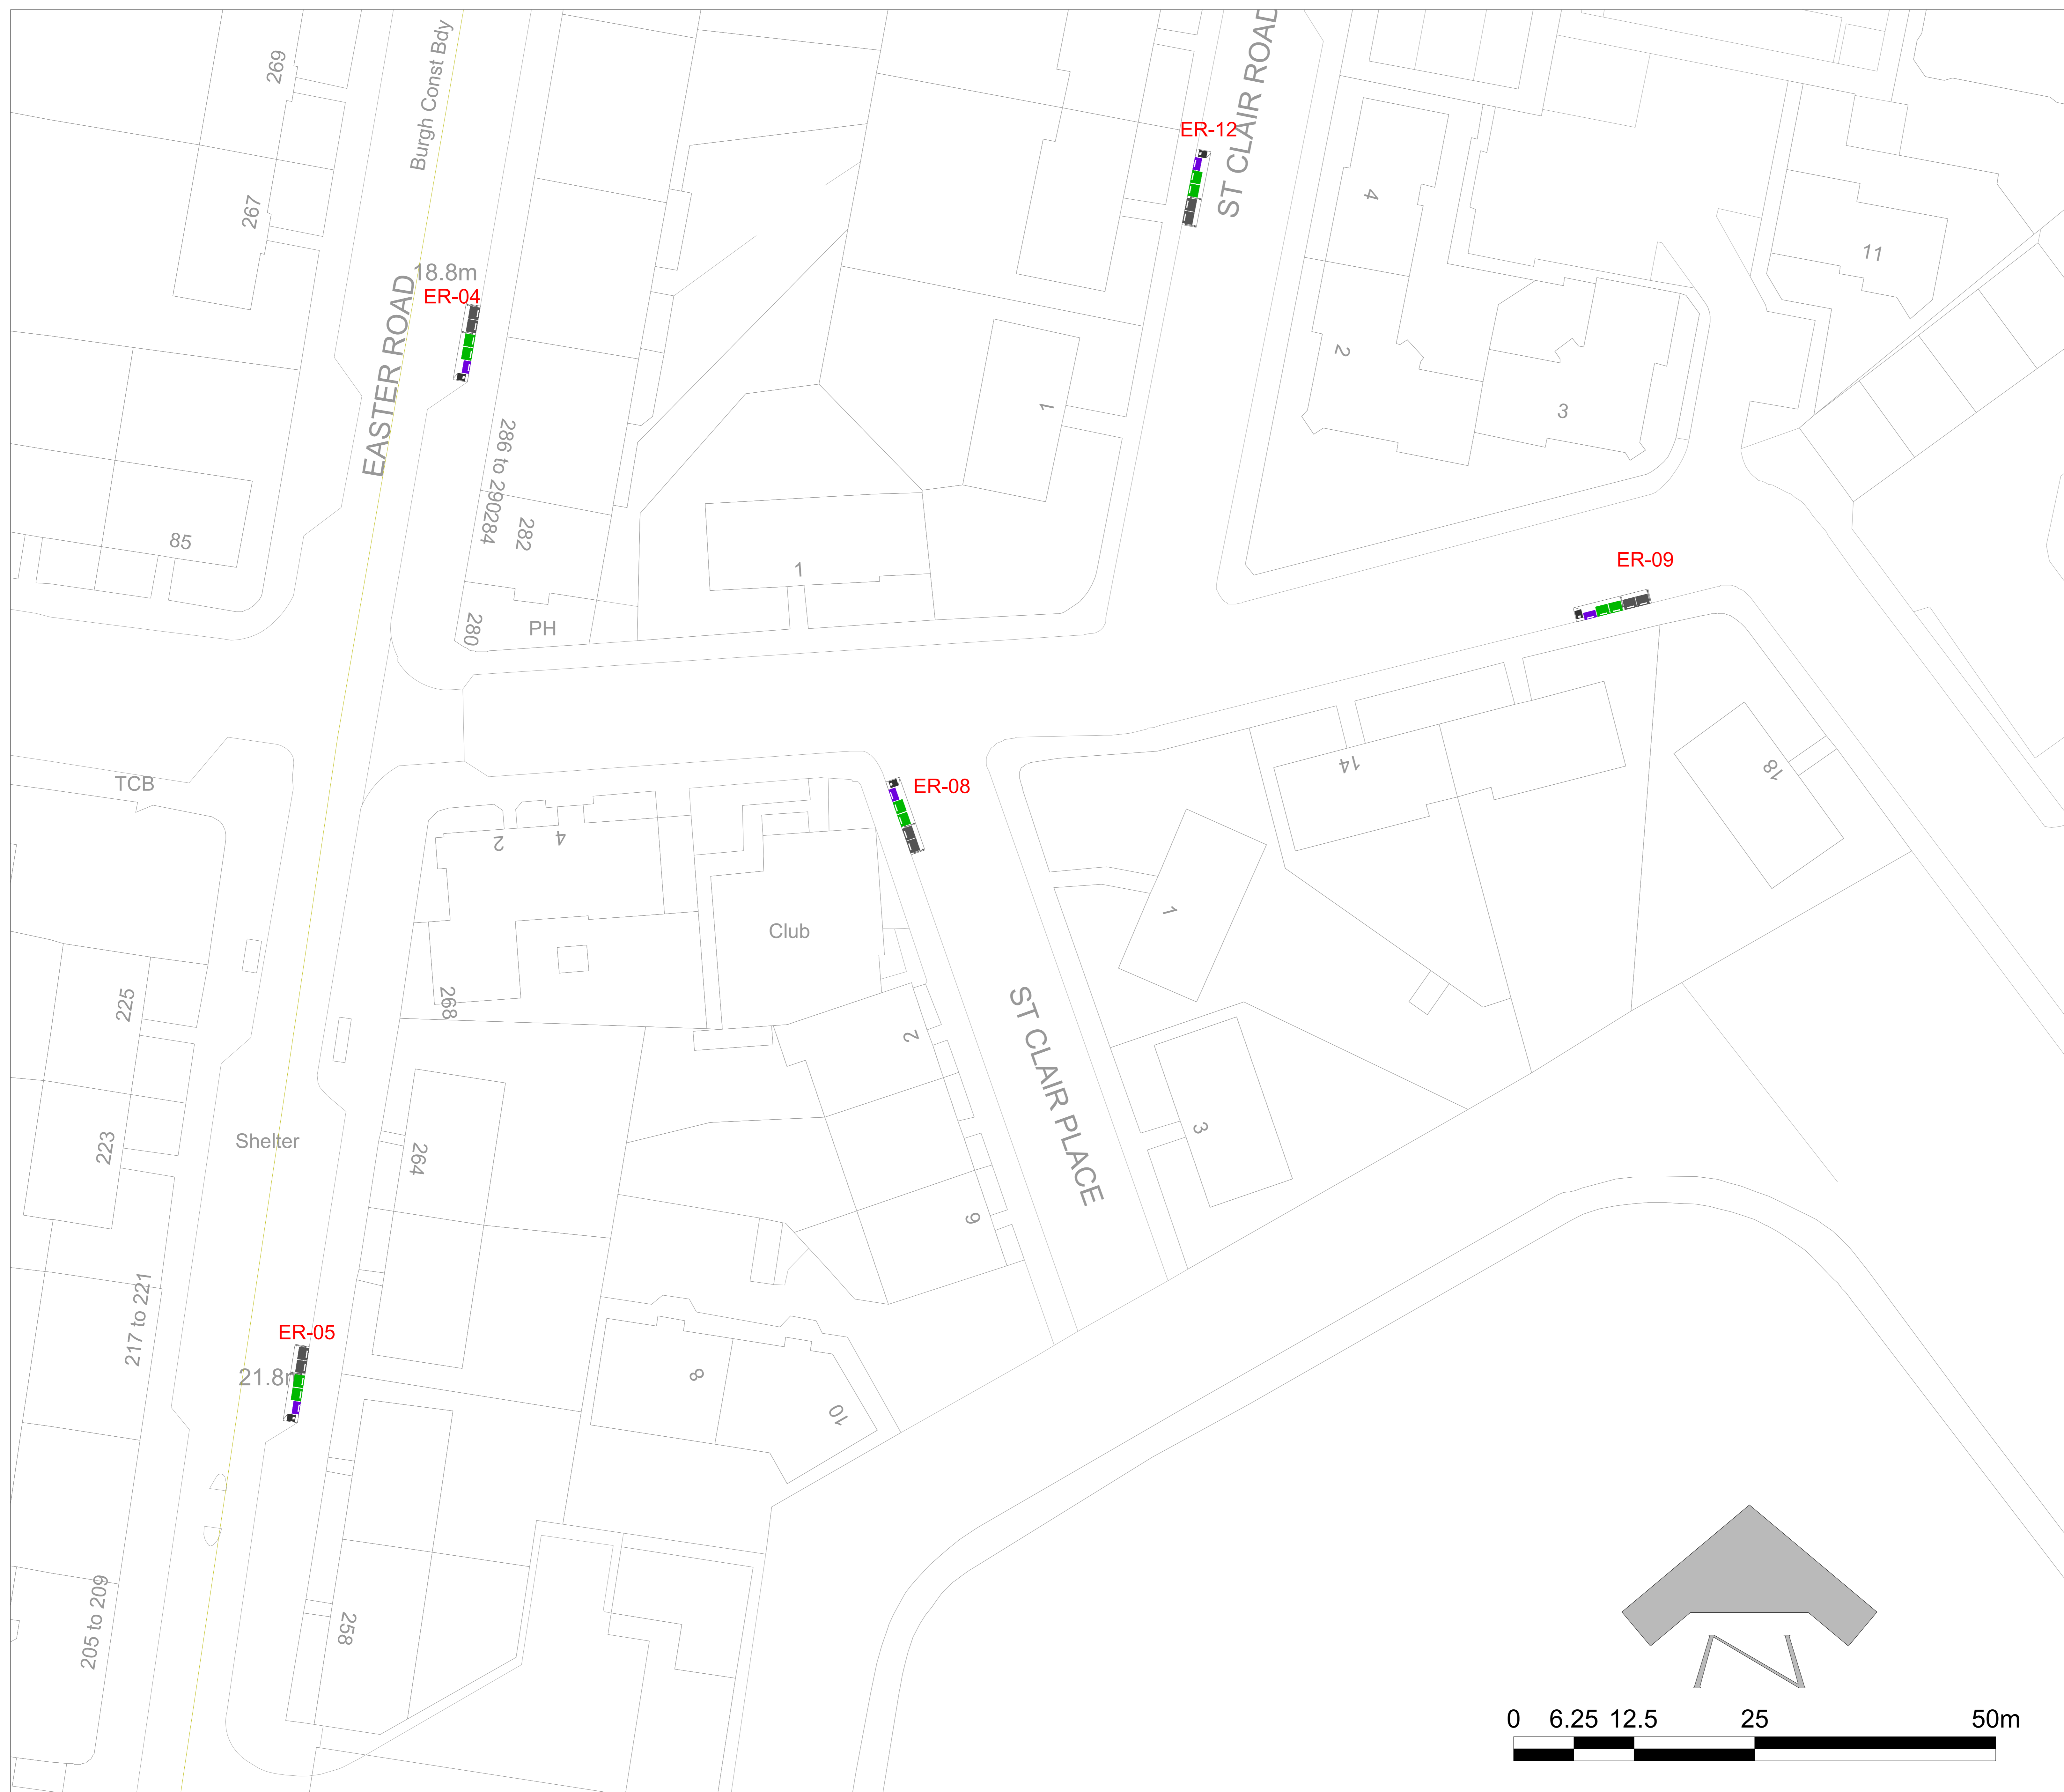 269
Burgh Const Bdy
ST CLAIR ROAD
ER-12
267
4
11
18.8m
ER-04
EASTER ROAD
2
1
3
286 to 290
284
282
85
1
ER-09
280
PH
TCB
ER-08
14
18
2
4
1
Club
225
268
2
ST CLAIR PLACE
3
223
Shelter
264
6
217 to 221
ER-05
21.8m
8
10
205 to 209
258
N
0 6.25 12.5 25 50m